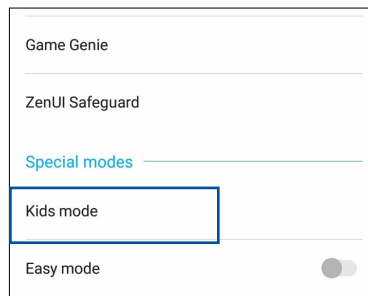 Game Genie
ZenUI Safeguard
Special modes
Kids mode
Easy mode